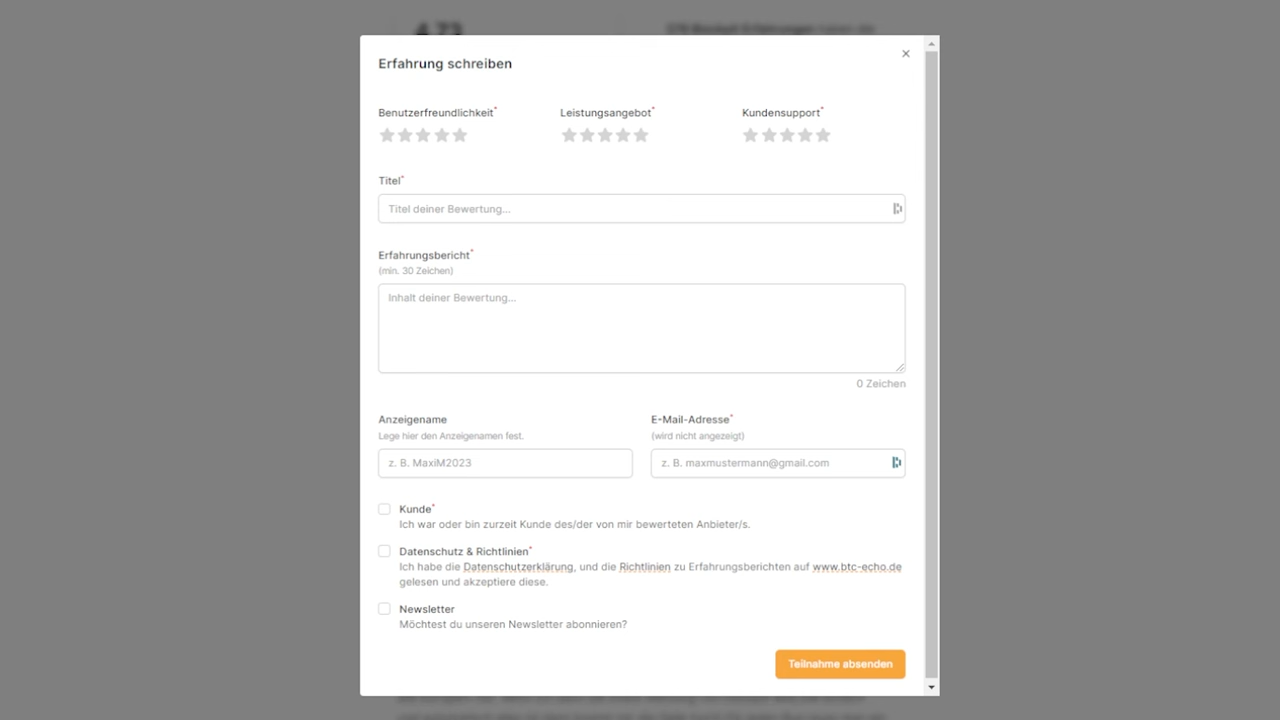 4,73
Erfahrung schreiben
×
Benutzerfreundlichkeit* Leistungsangebot* Kundensupport*
Titel*
Titel deiner Bewertung...
Erfahrungsbericht*
(min. 30 Zeichen)
Inhalt deiner Bewertung...
0 Zeichen
Anzeigename E-Mail-Adresse*
Lege hier den Anzeigenamen fest. (wird nicht angezeigt)
z. B. MaxiM2023 z. B. maxmustermann@gmail.com
Kunde*
Ich war oder bin zurzeit Kunde des/der von mir bewerteten Anbieter/s.
Datenschutz & Richtlinien*
Ich habe die Datenschutzerklärung, und die Richtlinien zu Erfahrungsberichten auf www.btc-echo.de
gelesen und akzeptiere diese.
Newsletter
Möchtest du unseren Newsletter abonnieren?
Teilnahme absenden